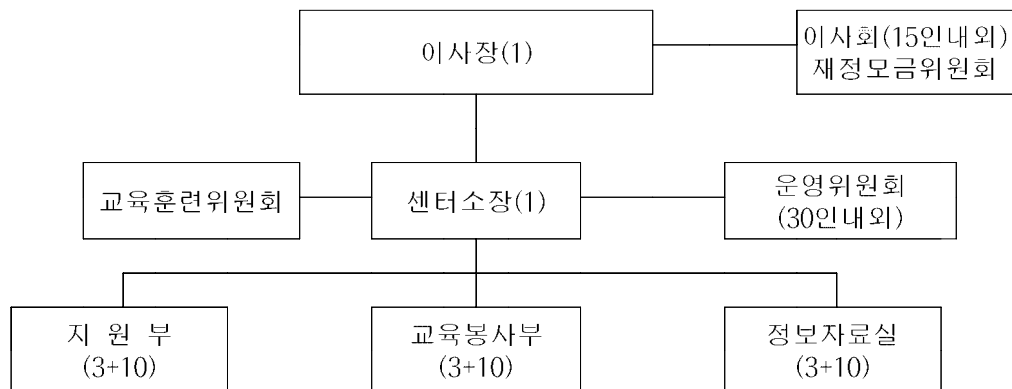 이사장(1)
이사회(15인내외)
재정모금위원회
교육훈련위원회
센터소장(1)
운영위원회
(30인내외)
지 원 부
(3+10)
교육봉사부
(3+10)
정보자료실
(3+10)